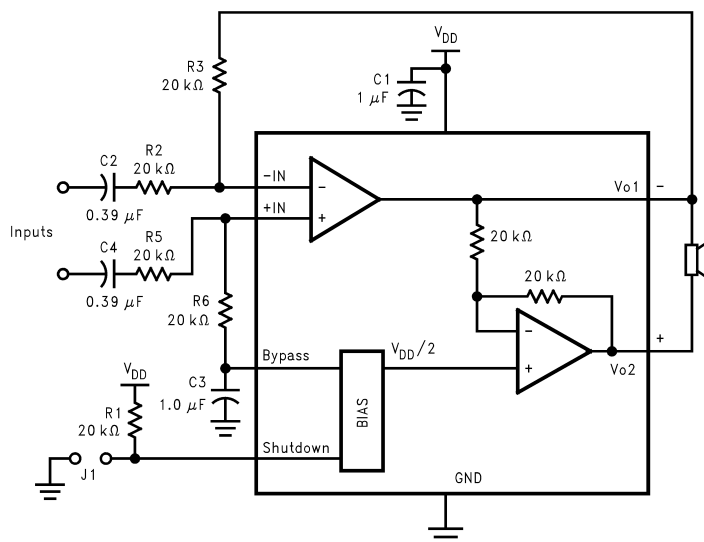 V_DD
R3
20 kΩ
C1
1 μF
C2
R2
20 kΩ
-IN
-
Vo1
-
0.39 μF
+IN
+
Inputs
C4
R5
20 kΩ
20 kΩ
0.39 μF
R6
20 kΩ
20 kΩ
-
+
V_DD
Bypass
V_DD/2
+
Vo2
C3
1.0 μF
R1
20 kΩ
BIAS
Shutdown
J1
GND